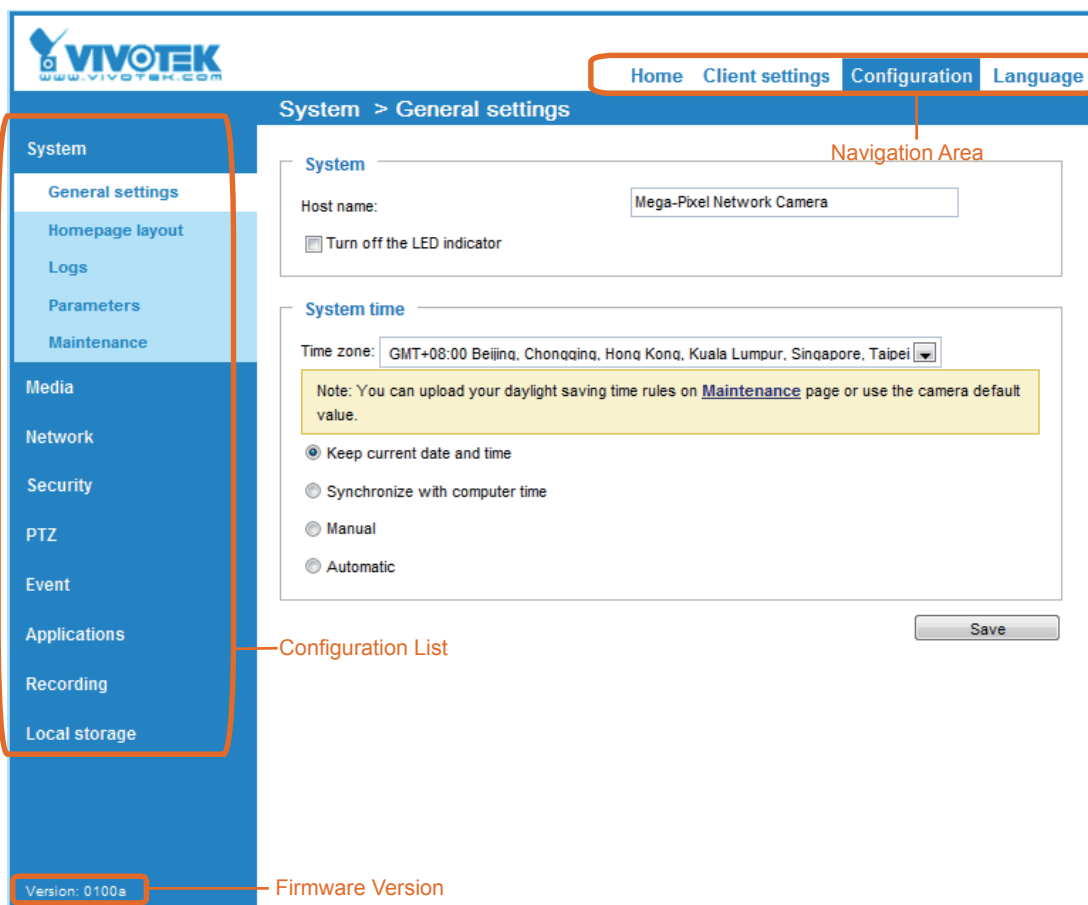 VIVOTEK
www.vivotek.com
Home Client settings Configuration Language
System > General settings
Navigation Area
System
General settings
Homepage layout
Logs
Parameters
Maintenance
Media
Network
Security
PTZ
Event
Applications
Recording
Local storage
Configuration List
Version: 0100a
Firmware Version
System
Host name: Mega-Pixel Network Camera
Turn off the LED indicator
System time
Time zone: GMT+08:00 Beijing, Chongqing, Hong Kong, Kuala Lumpur, Singapore, Taipei
Note: You can upload your daylight saving time rules on Maintenance page or use the camera default
value.
Keep current date and time
Synchronize with computer time
Manual
Automatic
Save